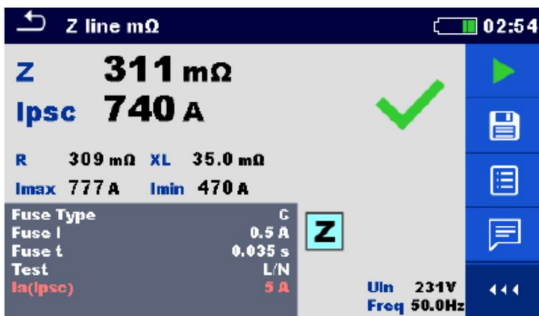 Z line mΩ 02:54
Z 311 mΩ
Ipsc 740 A
R 309 mΩ XL 35.0 mΩ
Imax 777 A Imin 470 A
Fuse Type C
Fuse I 0.5 A
Fuse t 0.035 s
Test L/N
Ia(Ipsc) 5 A
Z
Uln 231V
Freq 50.0Hz